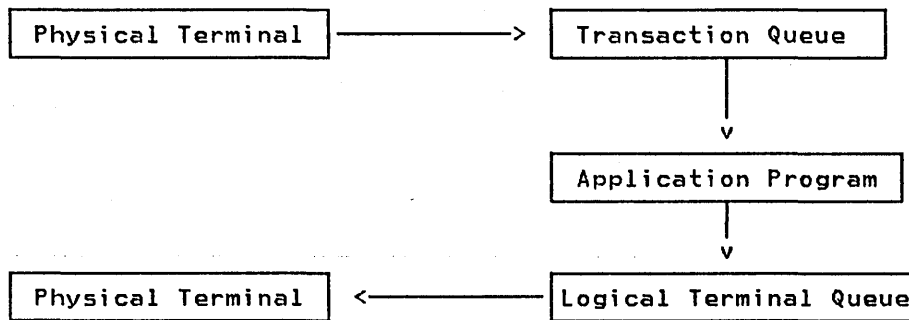 Physical Terminal
Transaction Queue
Application Program
Physical Terminal
Logical Terminal Queue